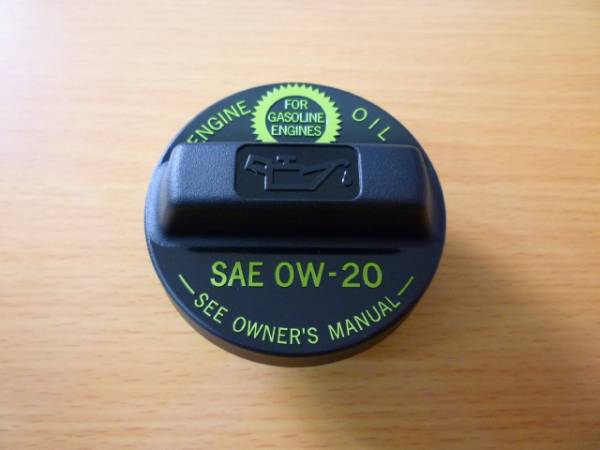 ENGINE OIL
FOR
GASOLINE
ENGINES
SAE 0W-20
SEE OWNER'S MANUAL